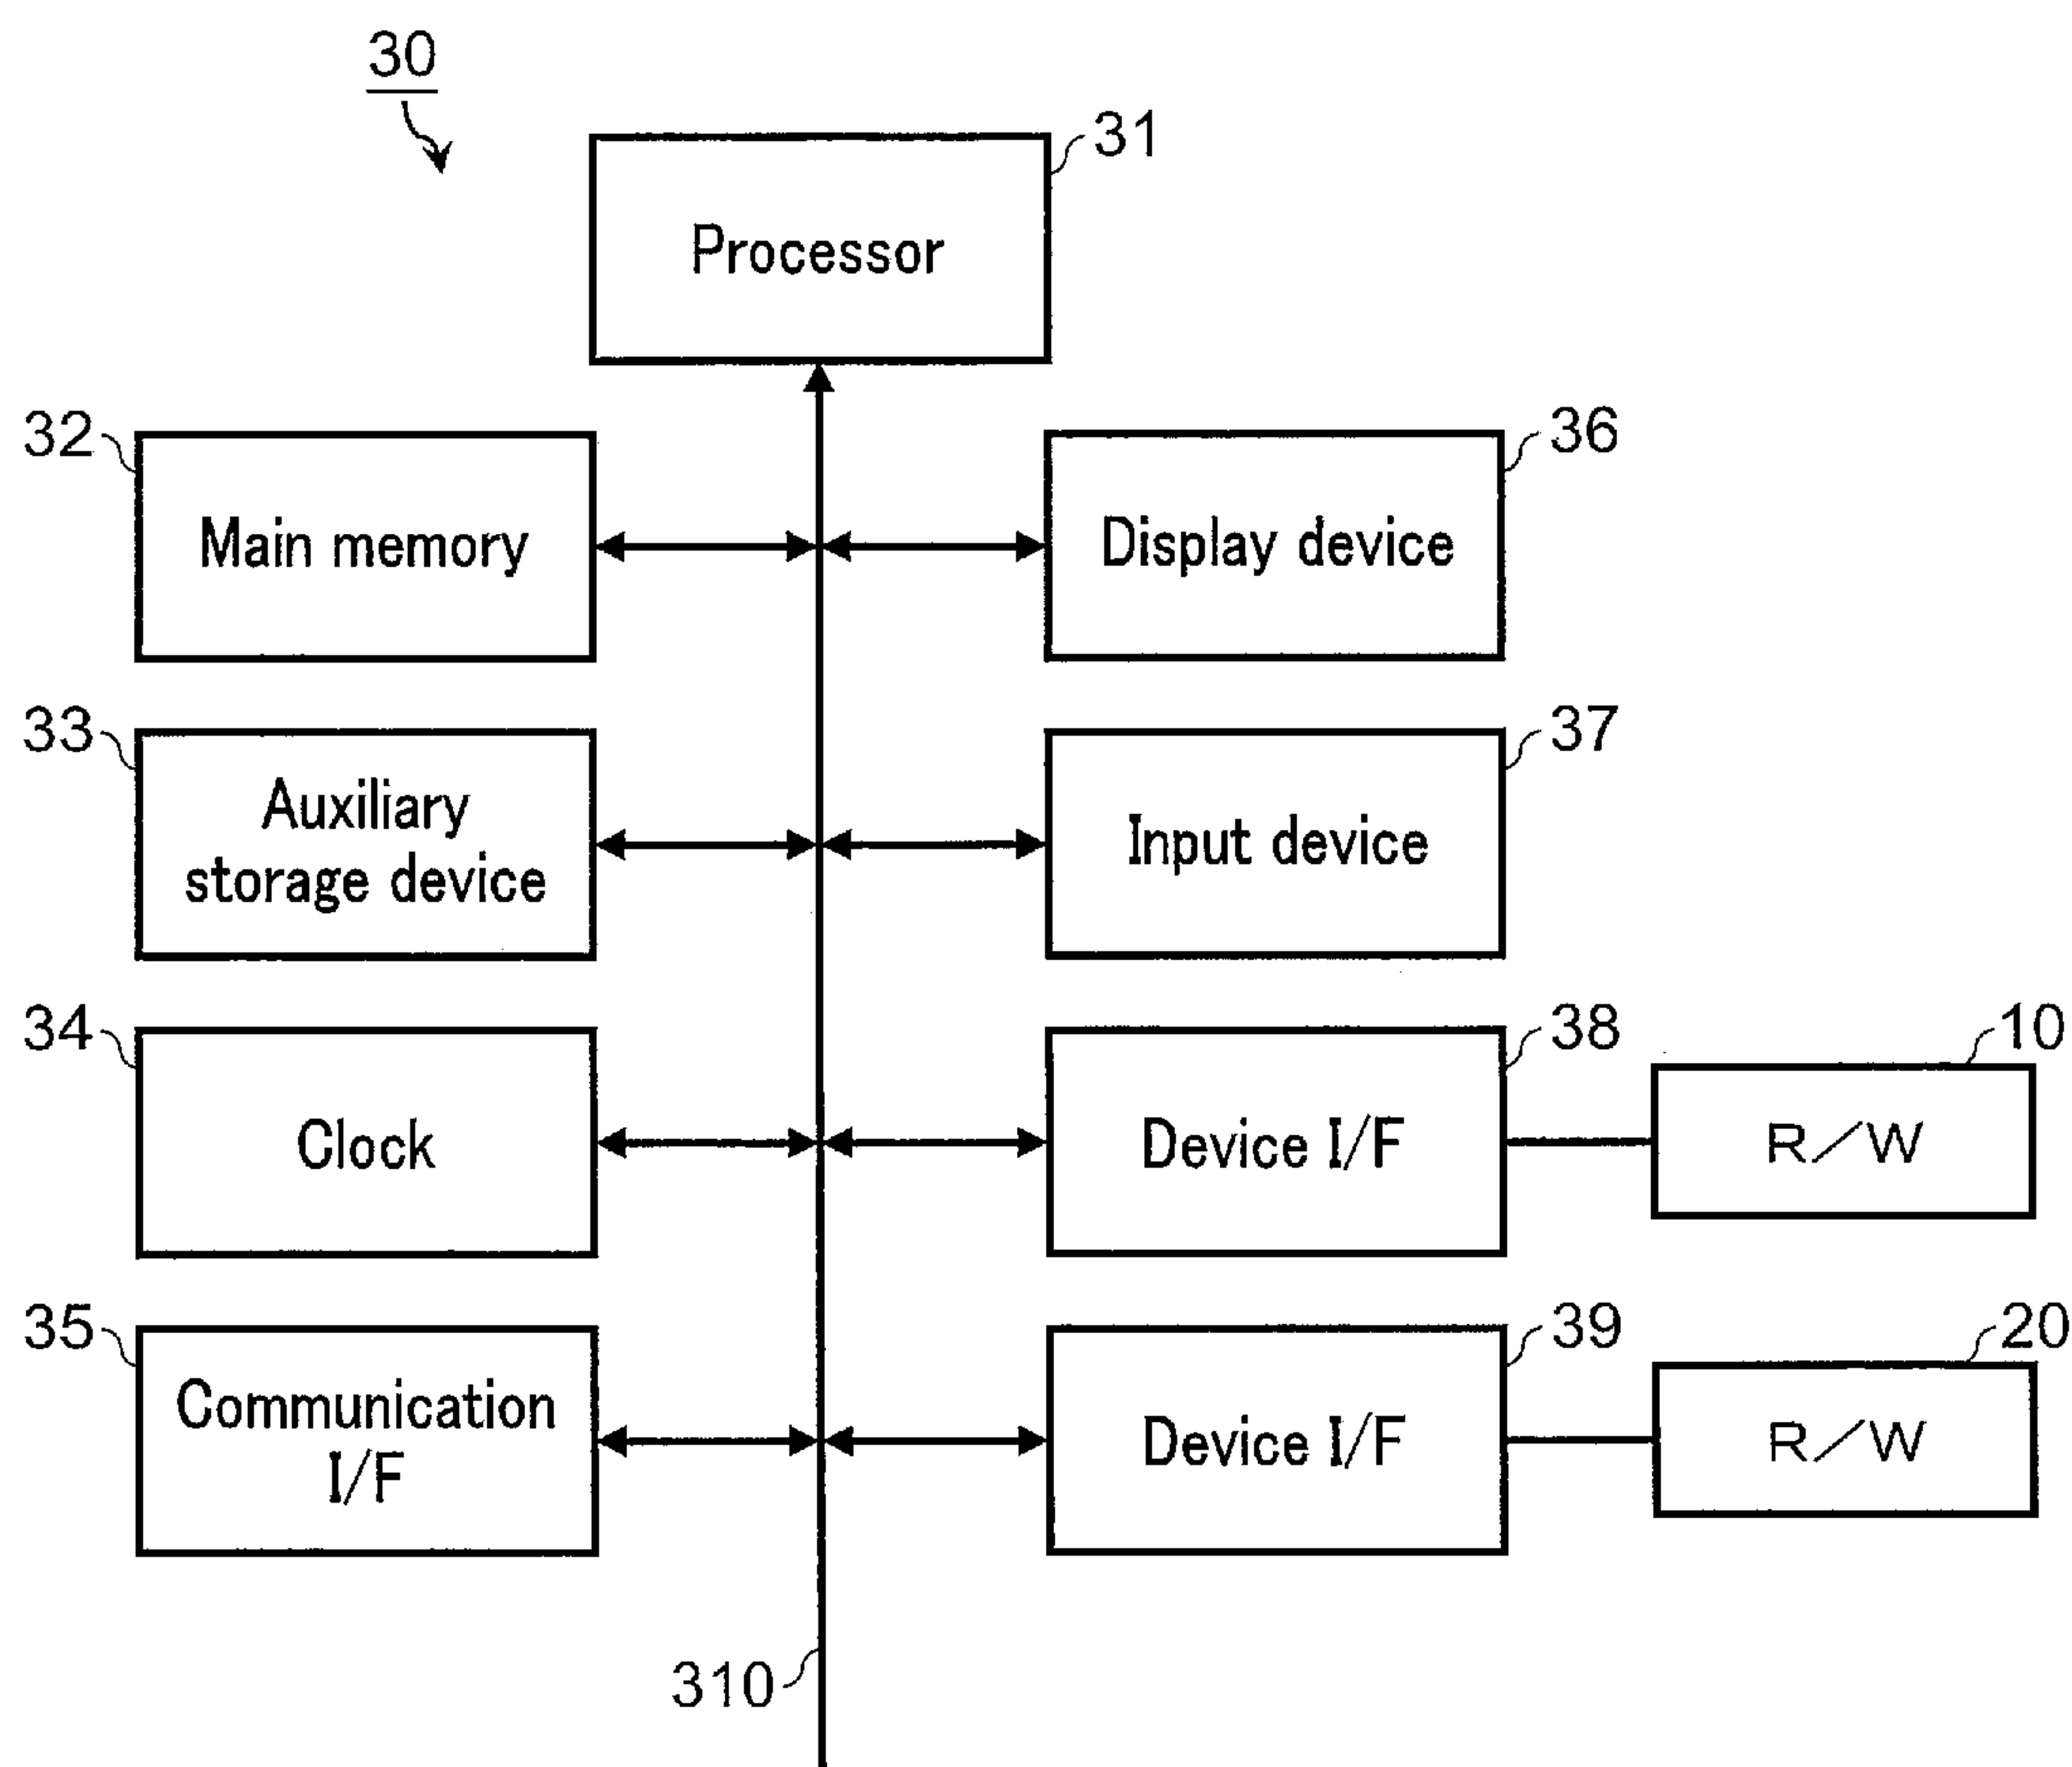 30
31
Processor
32
Main memory
36
Display device
33
Auxiliary
storage device
37
Input device
34
Clock
38
Device I/F
10
R／W
35
Communication
I/F
39
Device I/F
20
R／W
310